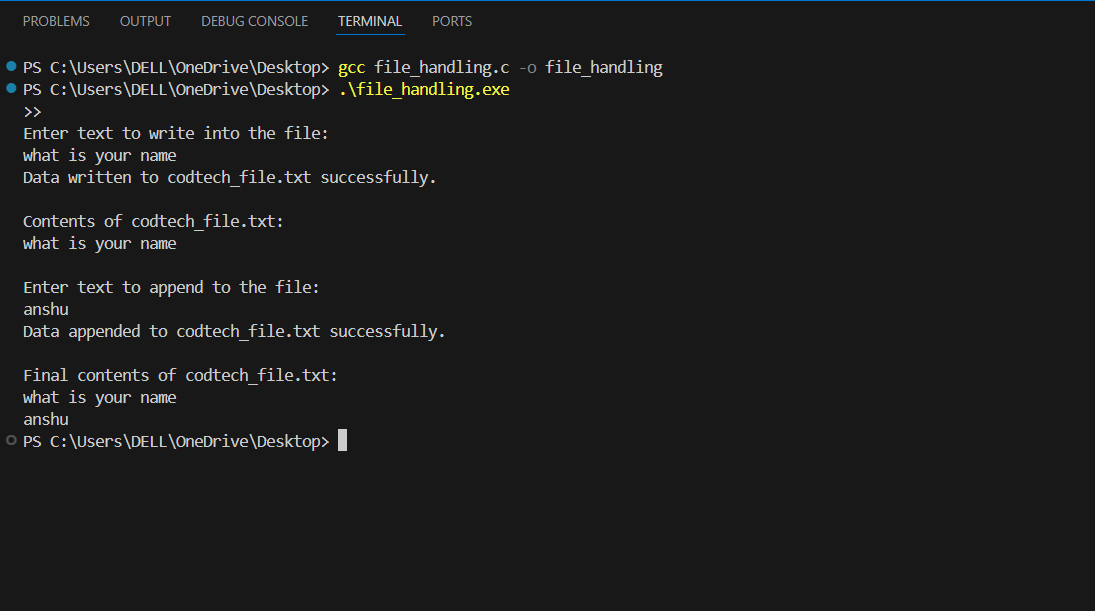 PROBLEMS OUTPUT DEBUG CONSOLE TERMINAL PORTS
PS C:\Users\DELL\OneDrive\Desktop> gcc file_handling.c -o file_handling
PS C:\Users\DELL\OneDrive\Desktop> .\file_handling.exe
>>
Enter text to write into the file:
what is your name
Data written to codtech_file.txt successfully.
Contents of codtech_file.txt:
what is your name
Enter text to append to the file:
anshu
Data appended to codtech_file.txt successfully.
Final contents of codtech_file.txt:
what is your name
anshu
PS C:\Users\DELL\OneDrive\Desktop>